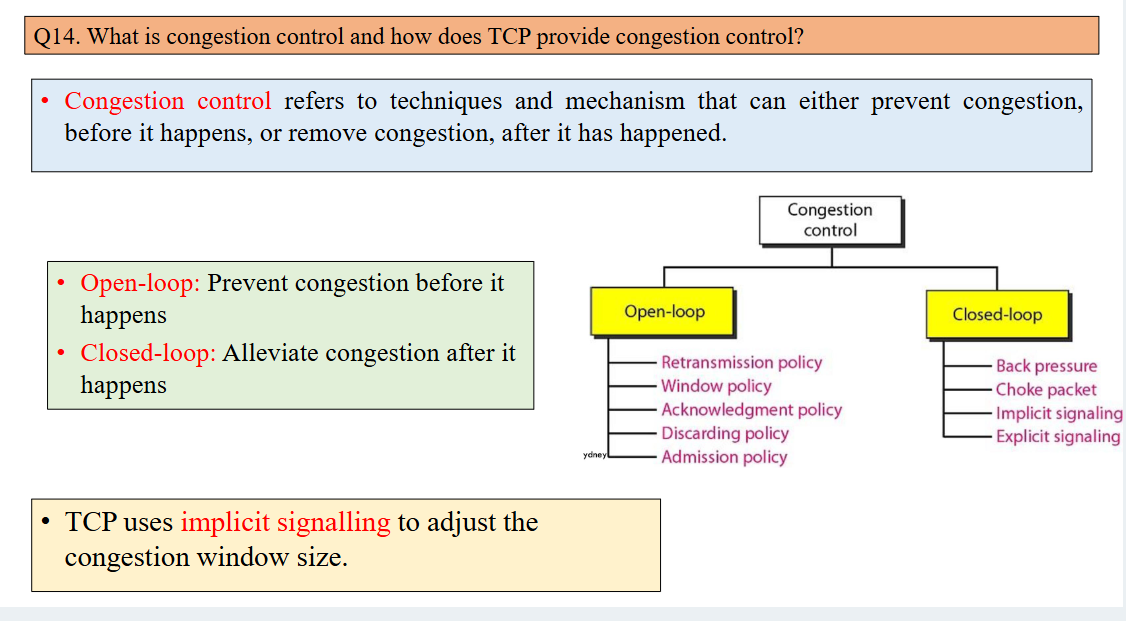 Q14. What is congestion control and how does TCP provide congestion control?
• Congestion control refers to techniques and mechanism that can either prevent congestion,
before it happens, or remove congestion, after it has happened.
• Open-loop: Prevent congestion before it
happens
• Closed-loop: Alleviate congestion after it
happens
Congestion
control
Open-loop
Retransmission policy
Window policy
Acknowledgment policy
Discarding policy
Admission policy
ydney
Closed-loop
Back pressure
Choke packet
Implicit signaling
Explicit signaling
• TCP uses implicit signalling to adjust the
congestion window size.